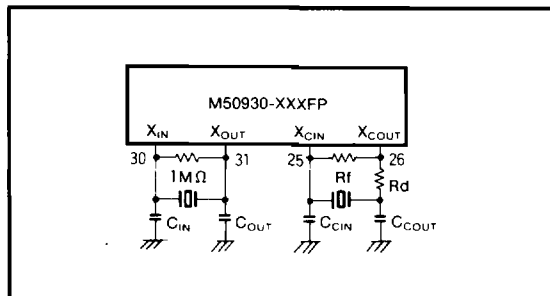 M50930-XXXFP
XIN XOUT XCIN XCOUT
30 31 25 26
1MΩ Rf Rd
CIN COUT CCIN CCOUT